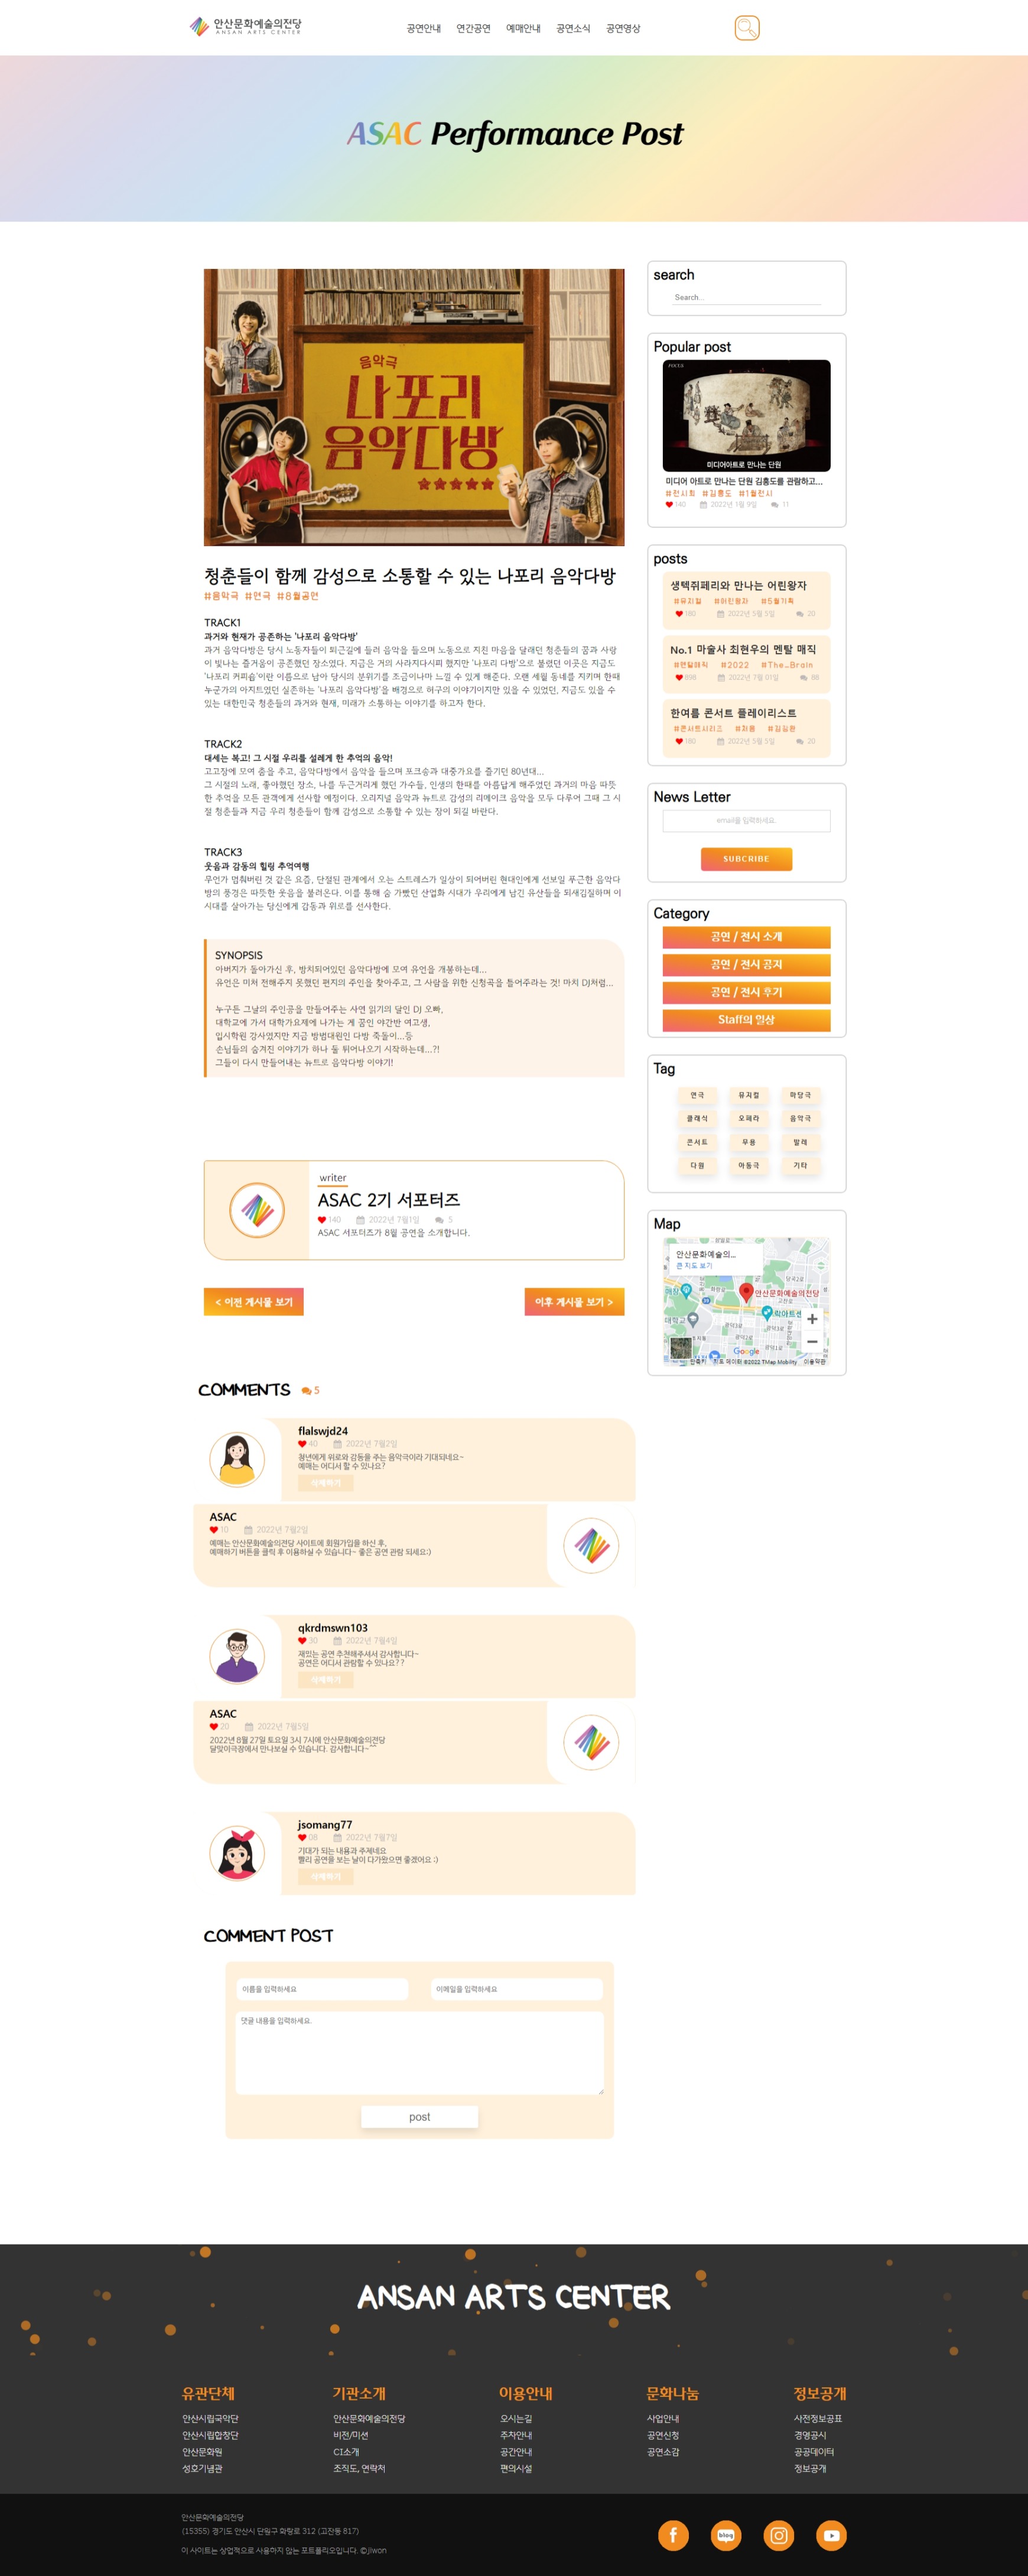 안산문화예술의전당
ANSAN ARTS CENTER
공연안내 연간공연 예매안내 공연소식 공연영상
ASAC Performance Post
음악극
나포리
음악다방
청춘들이 함께 감성으로 소통할 수 있는 나포리 음악다방
#음악극 #연극 #8월공연
TRACK1
과거와 현재가 공존하는 '나포리 음악다방'
과거 음악다방은 당시 노동자들이 퇴근길에 들러 음악을 들으며 노동으로 지친 마음을 달래던 청춘들의 꿈과 사랑
이 빛나는 즐거움이 공존했던 장소였다. 지금은 거의 사라지다시피 했지만 '나포리 다방'으로 불렸던 이곳은 지금도
'나포리 커피숍'이란 이름으로 남아 당시의 분위기를 조금이나마 느낄 수 있게 해준다. 오랜 세월 동네를 지키며 한때
누군가의 아지트였던 실존하는 '나포리 음악다방'을 배경으로 허구의 이야기이지만 있을 수 있었던, 지금도 있을 수
있는 대한민국 청춘들의 과거와 현재, 미래가 소통하는 이야기를 하고자 한다.
TRACK2
대세는 복고! 그 시절 우리를 설레게 한 추억의 음악!
고고장에 모여 춤을 추고, 음악다방에서 음악을 들으며 포크송과 대중가요를 즐기던 80년대...
그 시절의 노래, 좋아했던 장소, 나를 두근거리게 했던 가수들, 인생의 한때를 아름답게 해주었던 과거의 마음 따뜻
한 추억을 모든 관객에게 선사할 예정이다. 오리지널 음악과 뉴트로 감성의 리메이크 음악을 모두 다루어 그때 그 시
절 청춘들과 지금 우리 청춘들이 함께 감성으로 소통할 수 있는 장이 되길 바란다.
TRACK3
웃음과 감동의 힐링 추억여행
무언가 멈춰버린 것 같은 요즘, 단절된 관계에서 오는 스트레스가 일상이 되어버린 현대인에게 선보일 푸근한 음악다
방의 풍경은 따뜻한 웃음을 불러온다. 이를 통해 숨 가빴던 산업화 시대가 우리에게 남긴 유산들을 되새김질하며 이
시대를 살아가는 당신에게 감동과 위로를 선사한다.
SYNOPSIS
아버지가 돌아가신 후, 방치되어있던 음악다방에 모여 유언을 개봉하는데...
유언은 미처 전해주지 못했던 편지의 주인을 찾아주고, 그 사람을 위한 신청곡을 틀어주라는 것! 마치 DJ처럼...
누구든 그날의 주인공을 만들어주는 사연 읽기의 달인 DJ 오빠,
대학교에 가서 대학가요제에 나가는 게 꿈인 야간반 여고생,
입시학원 강사였지만 지금 방범대원인 다방 죽돌이...등
손님들의 숨겨진 이야기가 하나 둘 튀어나오기 시작하는데...?!
그들이 다시 만들어내는 뉴트로 음악다방 이야기!
writer
ASAC 2기 서포터즈
140 2022년 7월1일 5
ASAC 서포터즈가 8월 공연을 소개합니다.
< 이전 게시물 보기
이후 게시물 보기 >
COMMENTS 5
flalswjd24
40 2022년 7월2일
청년에게 위로와 감동을 주는 음악극이라 기대되네요~
예매는 어디서 할 수 있나요?
삭제하기
ASAC
10 2022년 7월2일
예매는 안산문화예술의전당 사이트에 회원가입을 하신 후,
예매하기 버튼을 클릭 후 이용하실 수 있습니다~ 좋은 공연 관람 되세요:)
qkrdmswn103
30 2022년 7월4일
재밌는 공연 추천해주셔서 감사합니다~
공연은 어디서 관람할 수 있나요??
삭제하기
ASAC
20 2022년 7월5일
2022년 8월 27일 토요일 3시 7시에 안산문화예술의전당
달맞이극장에서 만나보실 수 있습니다. 감사합니다~^^
jsomang77
08 2022년 7월7일
기대가 되는 내용과 주제네요
빨리 공연을 보는 날이 다가왔으면 좋겠어요 :)
삭제하기
COMMENT POST
이름을 입력하세요
이메일을 입력하세요
댓글 내용을 입력하세요.
post
search
Search...
Popular post
미디어아트로 만나는 단원
미디어 아트로 만나는 단원 김홍도를 관람하고...
#전시회 #김홍도 #1월전시
140 2022년 1월 9일 11
posts
생텍쥐페리와 만나는 어린왕자
#뮤지컬 #어린왕자 #5월기획
180 2022년 5월 5일 20
No.1 마술사 최현우의 멘탈 매직
#멘탈매직 #2022 #The_Brain
898 2022년 7월 01일 88
한여름 콘서트 플레이리스트
#콘서트시리즈 #여름 #김길원
180 2022년 5월 5일 20
News Letter
email을 입력하세요.
SUBCRIBE
Category
공연 / 전시 소개
공연 / 전시 공지
공연 / 전시 후기
Staff의 일상
Tag
연극 뮤지컬 마당극
클래식 오페라 음악극
콘서트 무용 발레
다원 아동극 기타
Map
안산문화예술의...
큰 지도 보기
안산문화예술의전당
Google
단축키 지도 데이터 ©2022 TMap Mobility 이용약관
ANSAN ARTS CENTER
유관단체 기관소개 이용안내 문화나눔 정보공개
안산시립국악단 안산문화예술의전당 오시는길 사업안내 사전정보공표
안산시립합창단 비전/미션 주차안내 공연신청 경영공시
안산문화원 CI소개 공간안내 공연소감 공공데이터
성호기념관 조직도, 연락처 편의시설 정보공개
안산문화예술의전당
(15355) 경기도 안산시 단원구 화랑로 312 (고잔동 817)
이 사이트는 상업적으로 사용하지 않는 포트폴리오입니다. ©Jiwon
blog